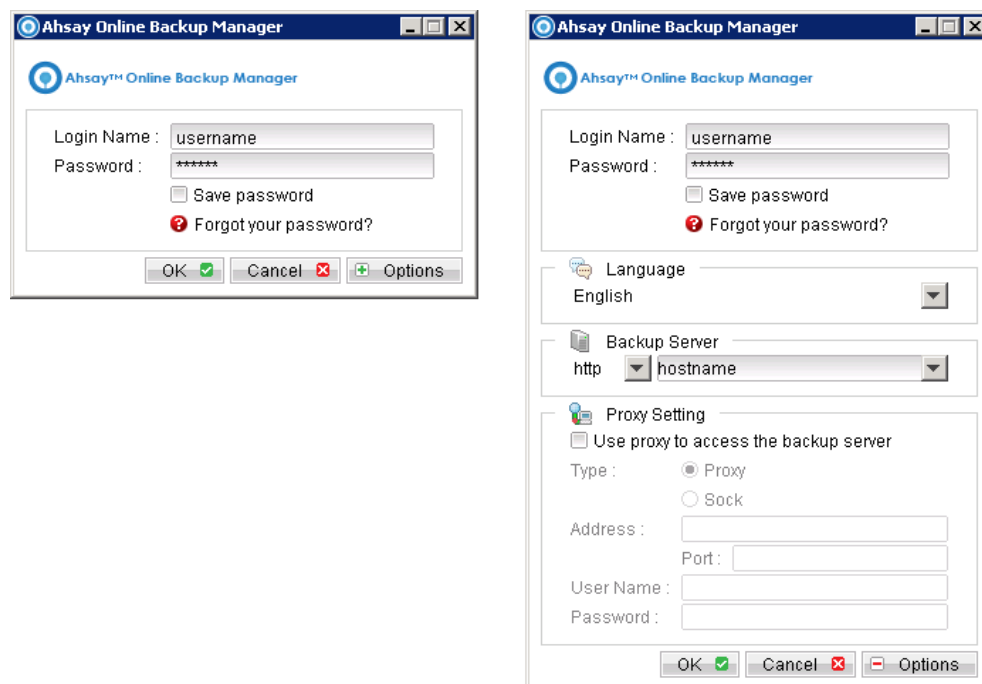 Ahsay Online Backup Manager
Ahsay™ Online Backup Manager
Login Name : username
Password : ******
Save password
Forgot your password?
OK Cancel Options
Ahsay Online Backup Manager
Ahsay™ Online Backup Manager
Login Name : username
Password : ******
Save password
Forgot your password?
Language
English
Backup Server
http hostname
Proxy Setting
Use proxy to access the backup server
Type : Proxy
Sock
Address :
Port :
User Name :
Password :
OK Cancel Options